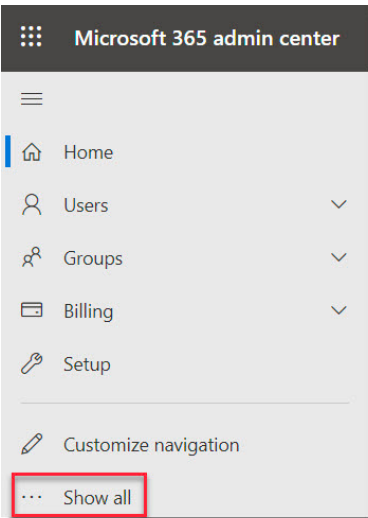 Microsoft 365 admin center
Home
Users
Groups
Billing
Setup
Customize navigation
Show all